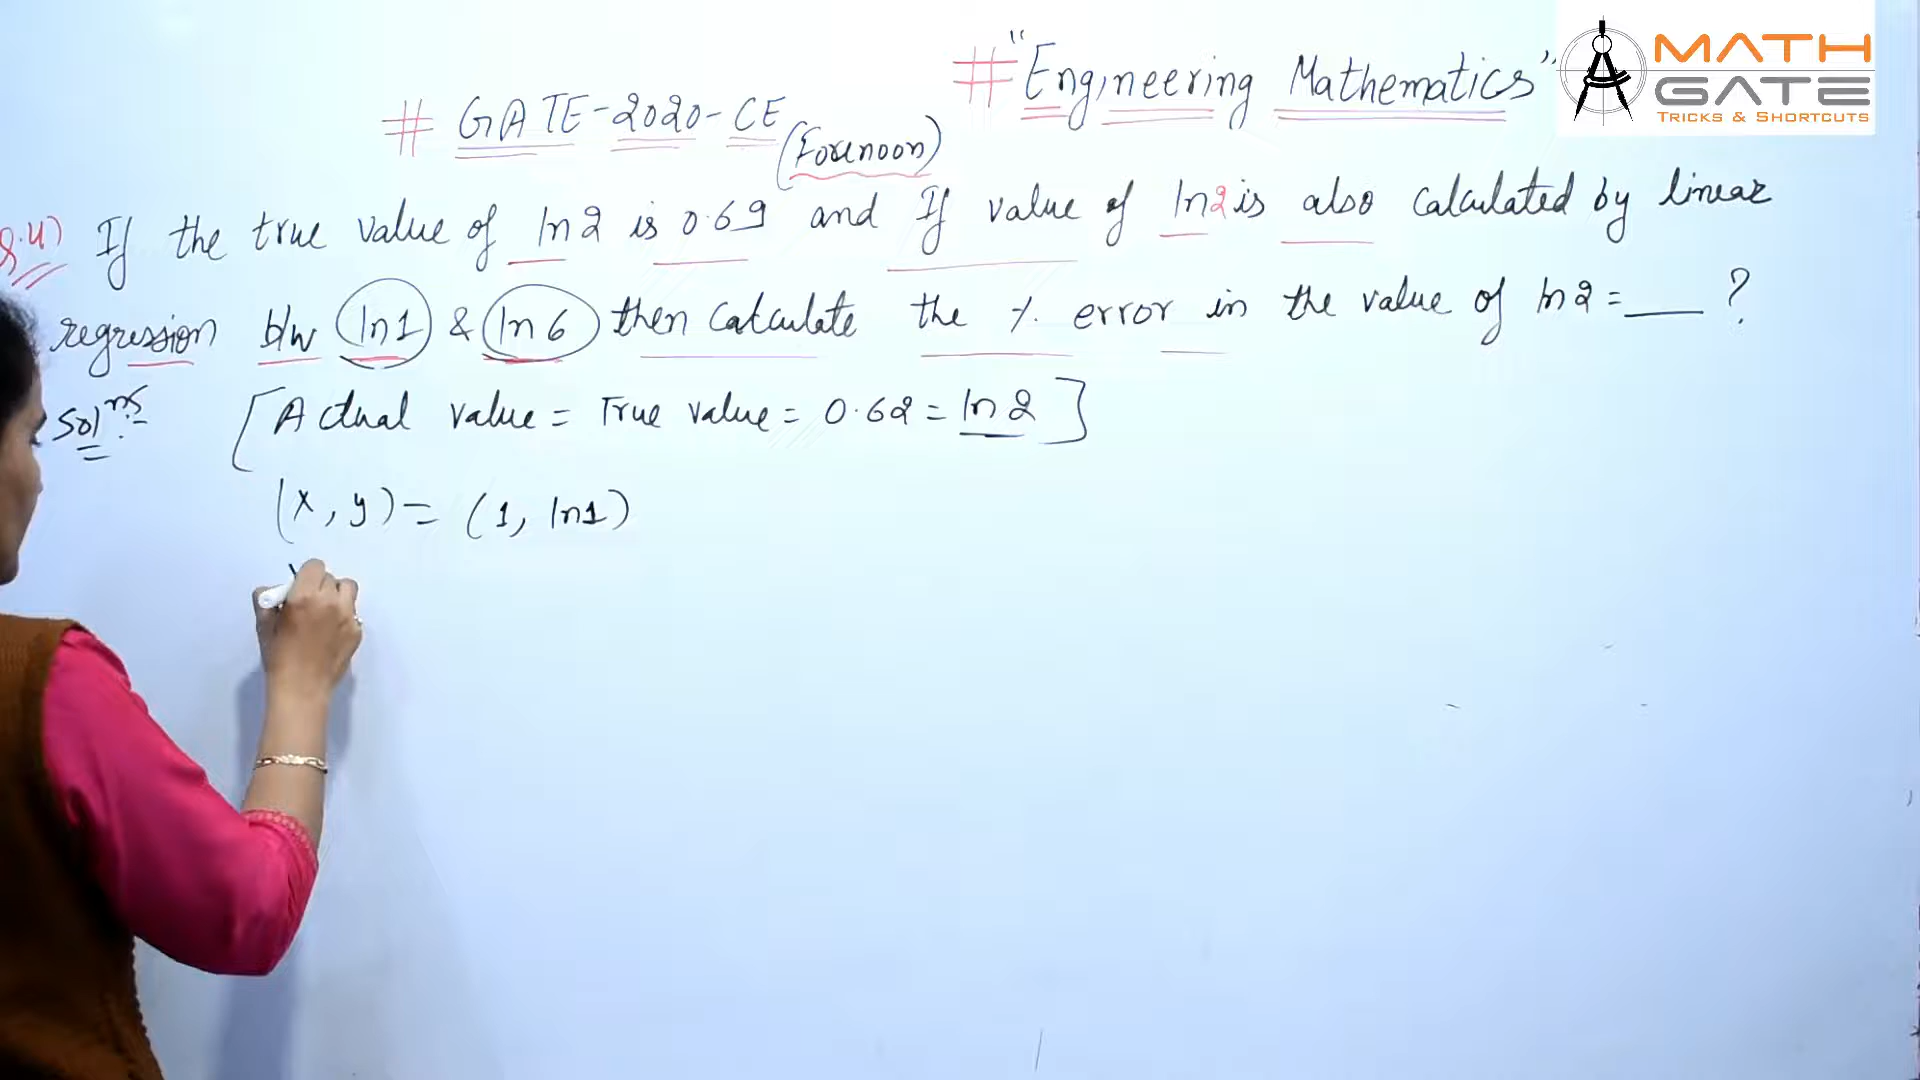 # "Engineering Mathematics"
MATH
GATE
TRICKS & SHORTCUTS
# GATE-2020-CE
(Forenoon)
Q.4) If the true value of ln2 is 0.69 and If value of ln2 is also calculated by linear
regression b/w ln1 & ln6 then calculate the % error in the value of ln2 = ___ ?
Solns [Actual value = True value = 0.62 = ln2]
(x, y) = (1, ln1)